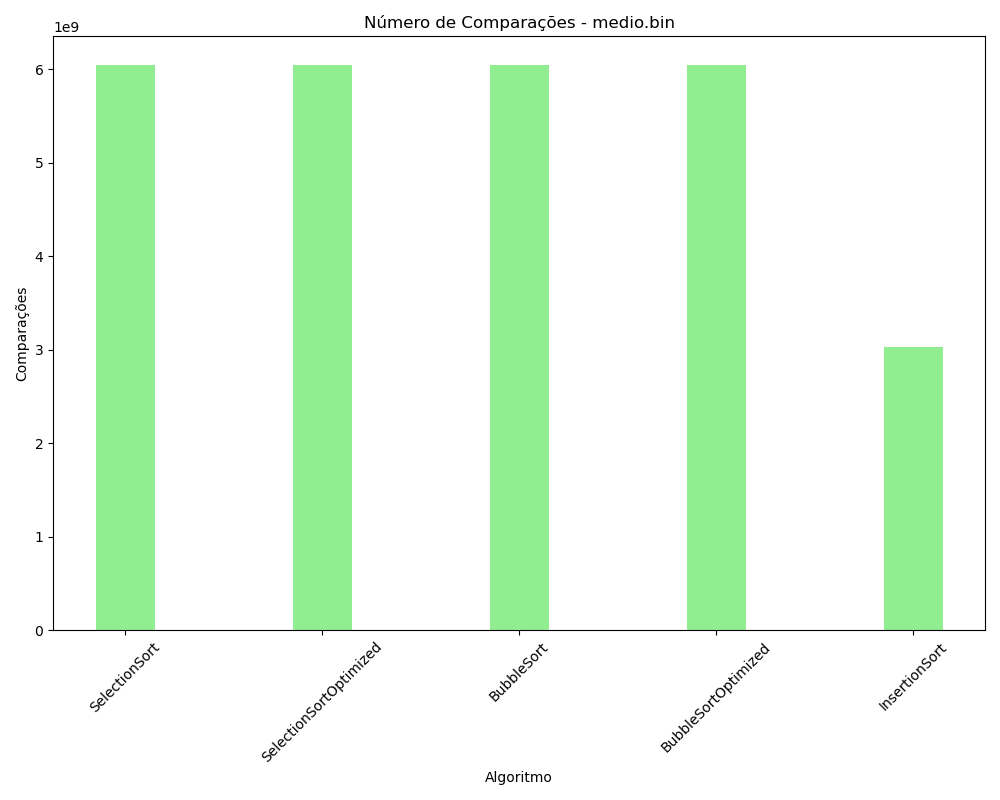 Número de Comparações - medio.bin
1e9
6
5
4
3
2
1
0
Comparações
SelectionSort
SelectionSortOptimized
BubbleSort
BubbleSortOptimized
InsertionSort
Algoritmo